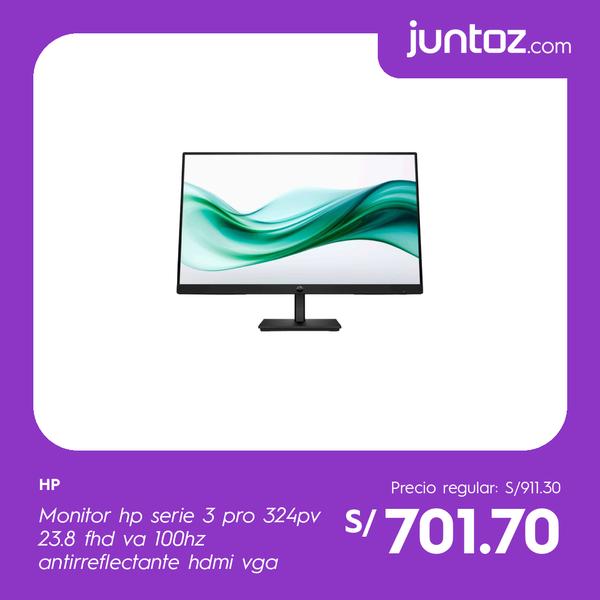 juntoz.com
HP
Monitor hp serie 3 pro 324pv
23.8 fhd va 100hz
antirreflectante hdmi vga
Precio regular: S/911.30
S/701.70